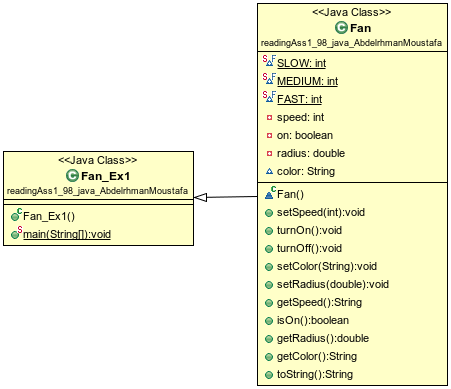 <<Java Class>>
Fan_Ex1
readingAss1_98_java_AbdelrhmanMoustafa
Fan_Ex1()
main(String[]):void
<<Java Class>>
Fan
readingAss1_98_java_AbdelrhmanMoustafa
SLOW: int
MEDIUM: int
FAST: int
speed: int
on: boolean
radius: double
color: String
Fan()
setSpeed(int):void
turnOn():void
turnOff():void
setColor(String):void
setRadius(double):void
getSpeed():String
isOn():boolean
getRadius():double
getColor():String
toString():String